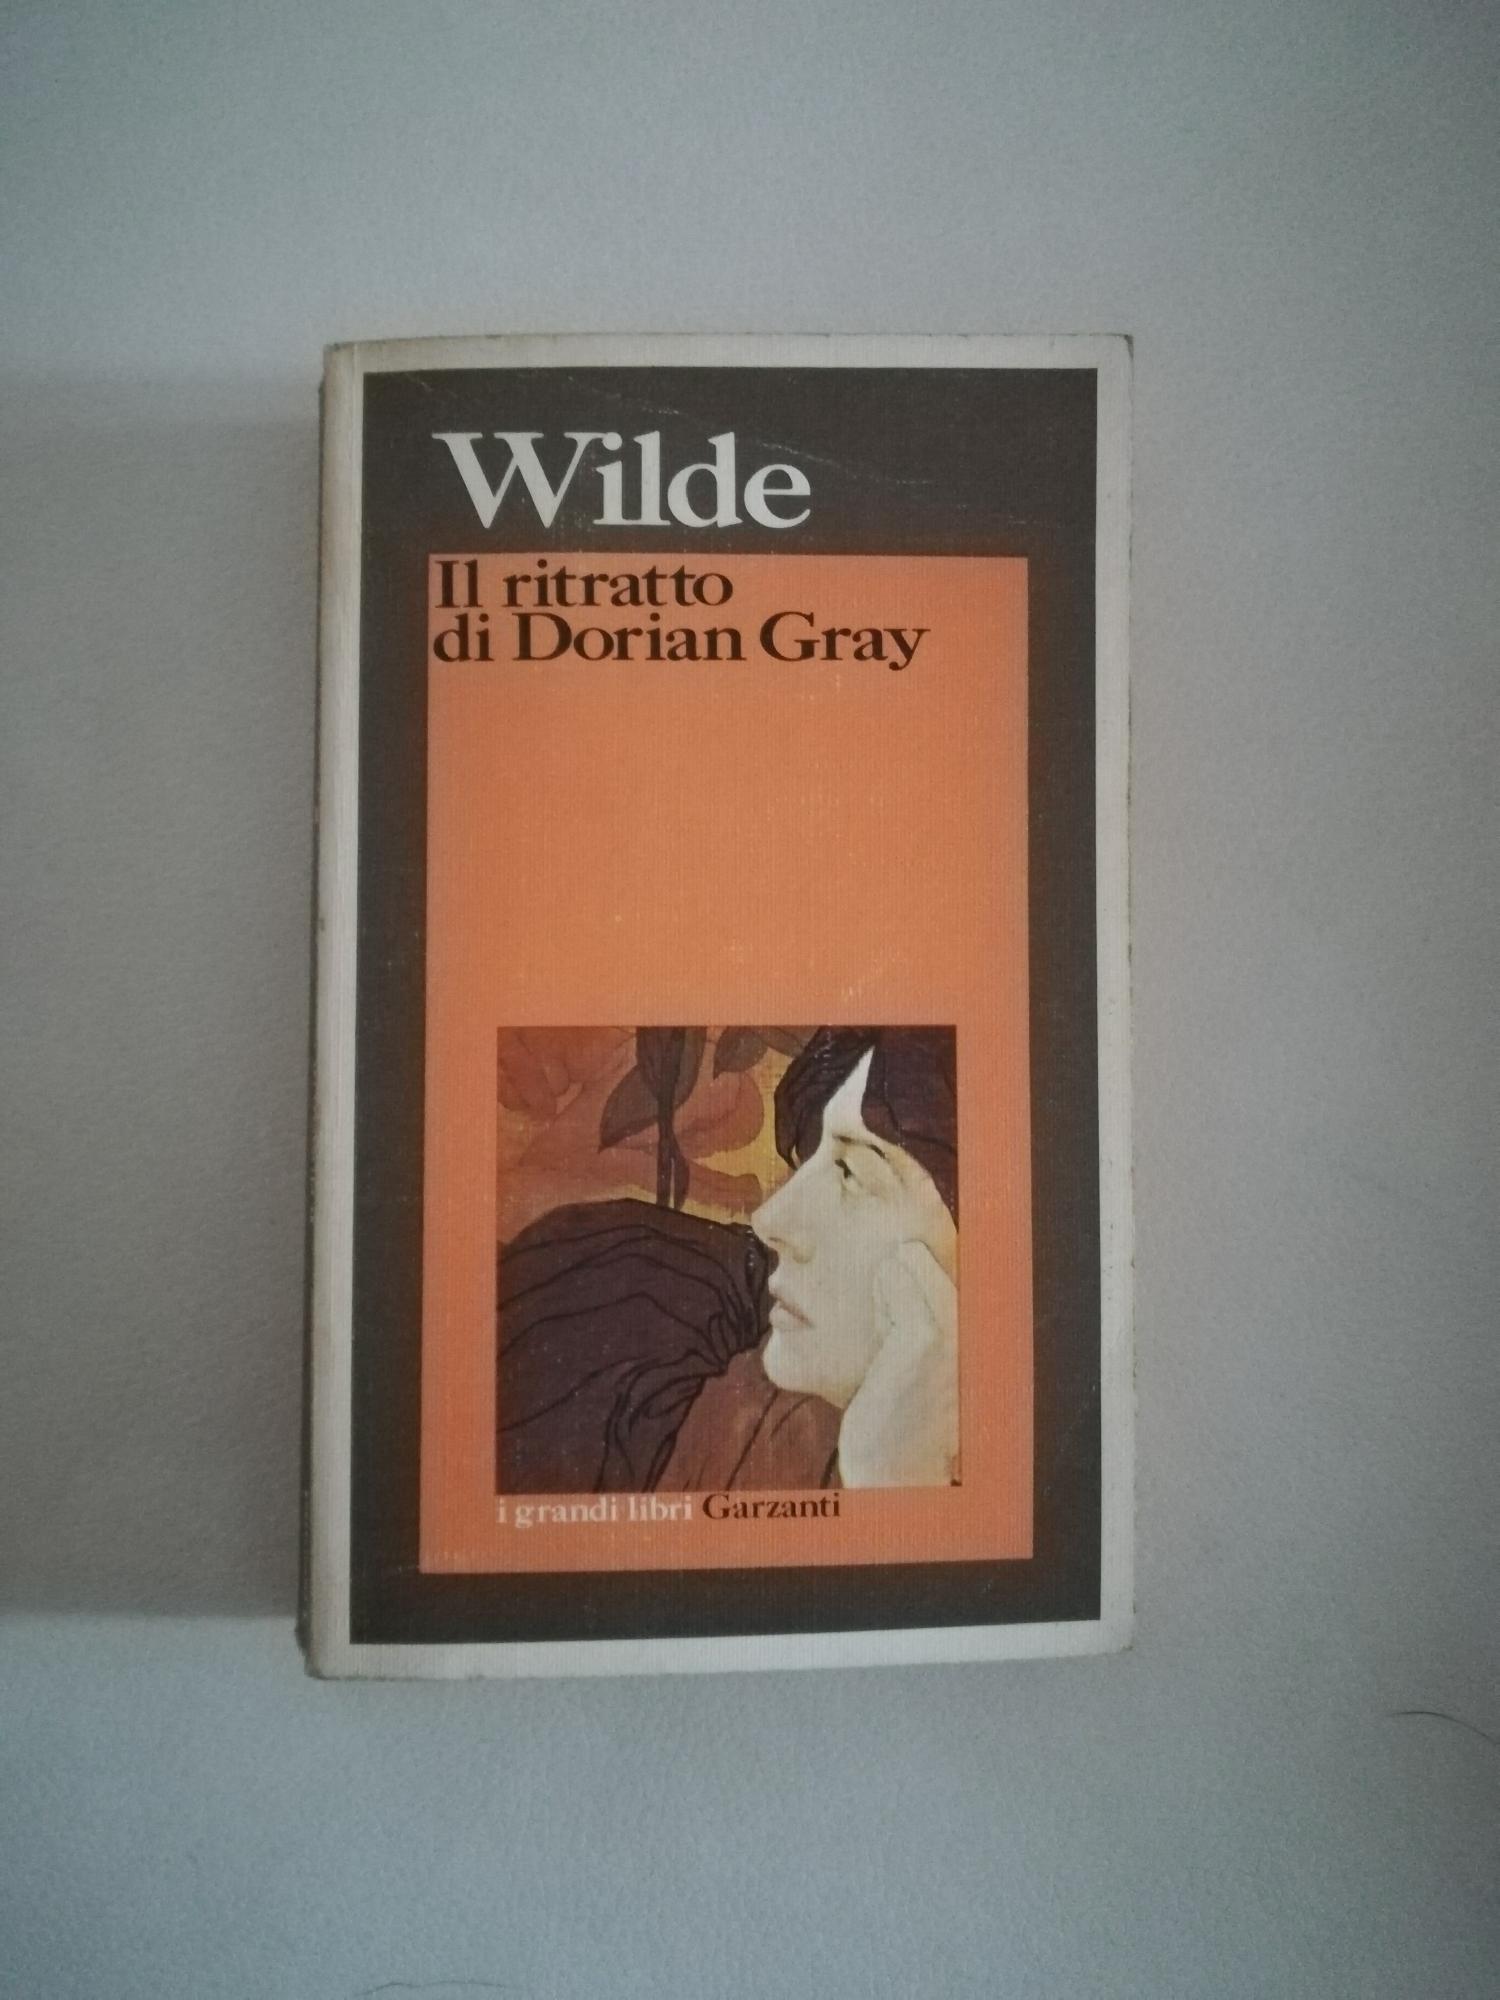 Wilde
Il ritratto
di Dorian Gray
i grandi libri Garzanti